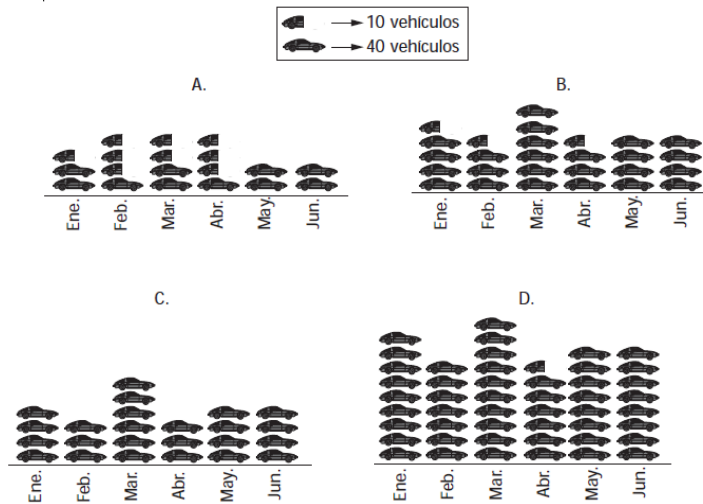 → 10 vehículos
→ 40 vehículos
A.
Ene. Feb. Mar. Abr. May. Jun.
B.
Ene. Feb. Mar. Abr. May. Jun.
C.
Ene. Feb. Mar. Abr. May. Jun.
D.
Ene. Feb. Mar. Abr. May. Jun.